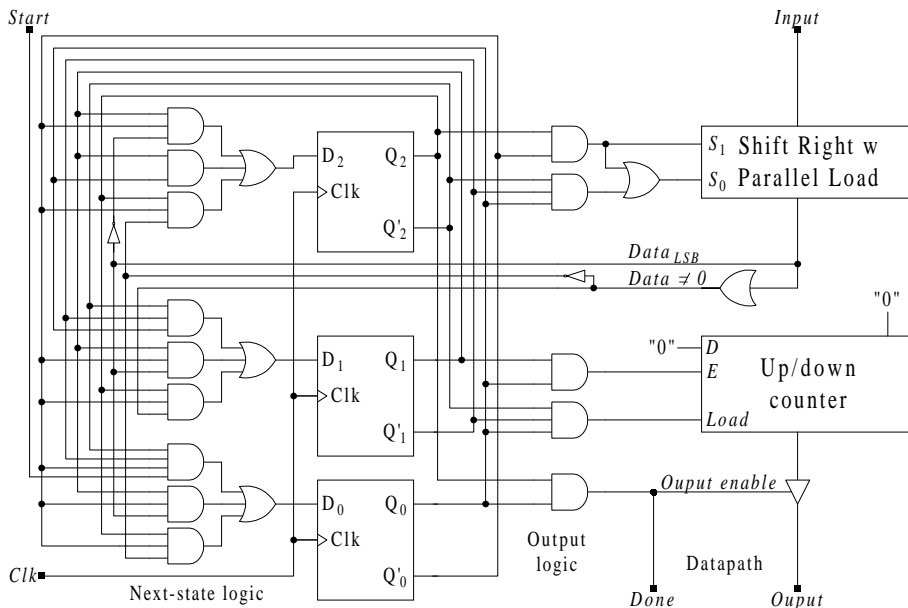 Start
Input
D2 Q2
Clk
Q'2
S1 Shift Right w
S0 Parallel Load
DataLSB
Data ≠ 0
"0"
D1 Q1
Clk
Q'1
"0" D
E Up/down
counter
Load
D0 Q0
Clk
Q'0
Ouput enable
Output
logic
Datapath
Clk
Next-state logic
Done
Ouput